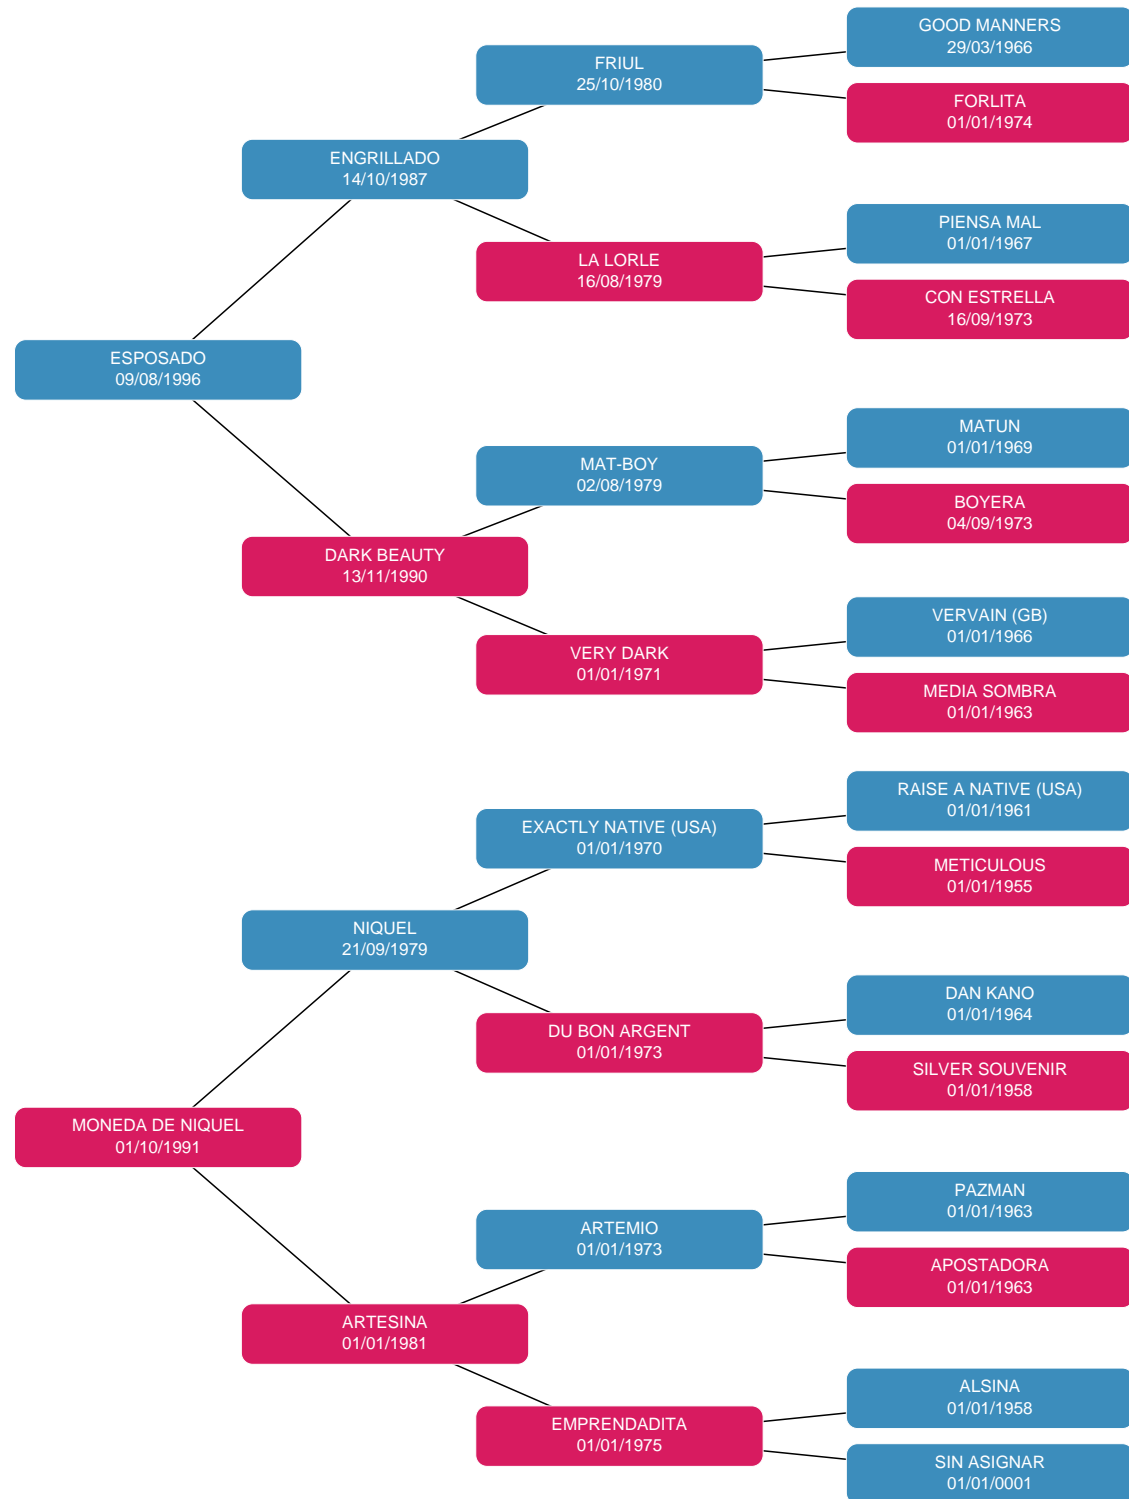 GOOD MANNERS
29/03/1966
FRIUL
25/10/1980
FORLITA
01/01/1974
ENGRILLADO
14/10/1987
PIENSA MAL
01/01/1967
LA LORLE
16/08/1979
CON ESTRELLA
16/09/1973
ESPOSADO
09/08/1996
MATUN
01/01/1969
MAT-BOY
02/08/1979
BOYERA
04/09/1973
DARK BEAUTY
13/11/1990
VERVAIN (GB)
01/01/1966
VERY DARK
01/01/1971
MEDIA SOMBRA
01/01/1963
RAISE A NATIVE (USA)
01/01/1961
EXACTLY NATIVE (USA)
01/01/1970
METICULOUS
01/01/1955
NIQUEL
21/09/1979
DAN KANO
01/01/1964
DU BON ARGENT
01/01/1973
SILVER SOUVENIR
01/01/1958
MONEDA DE NIQUEL
01/10/1991
PAZMAN
01/01/1963
ARTEMIO
01/01/1973
APOSTADORA
01/01/1963
ARTESINA
01/01/1981
ALSINA
01/01/1958
EMPRENDADITA
01/01/1975
SIN ASIGNAR
01/01/0001